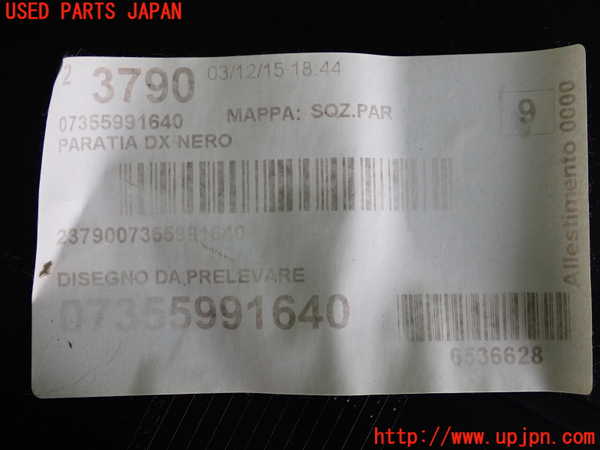 USED PARTS JAPAN
2 3790 03/12/15-18.44
07355991640 MAPPA: SQZ.PAR
9
PARATIA DX NERO
2379007355991640
DISEGNO DA PRELEVARE
07355991640
6536628
Allestimento 0000
http://www.upjpn.com/